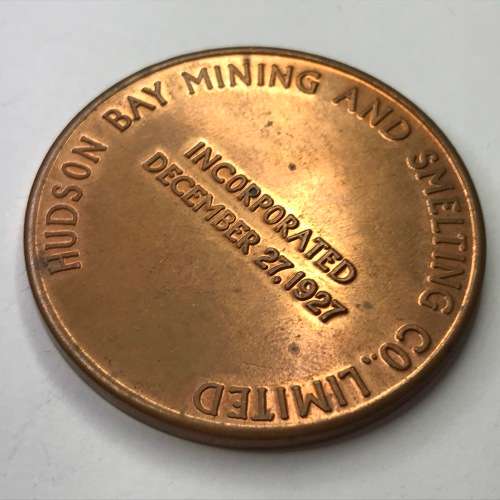 HUDSON BAY MINING AND SMELTING CO., LIMITED
INCORPORATED
DECEMBER 27, 1927